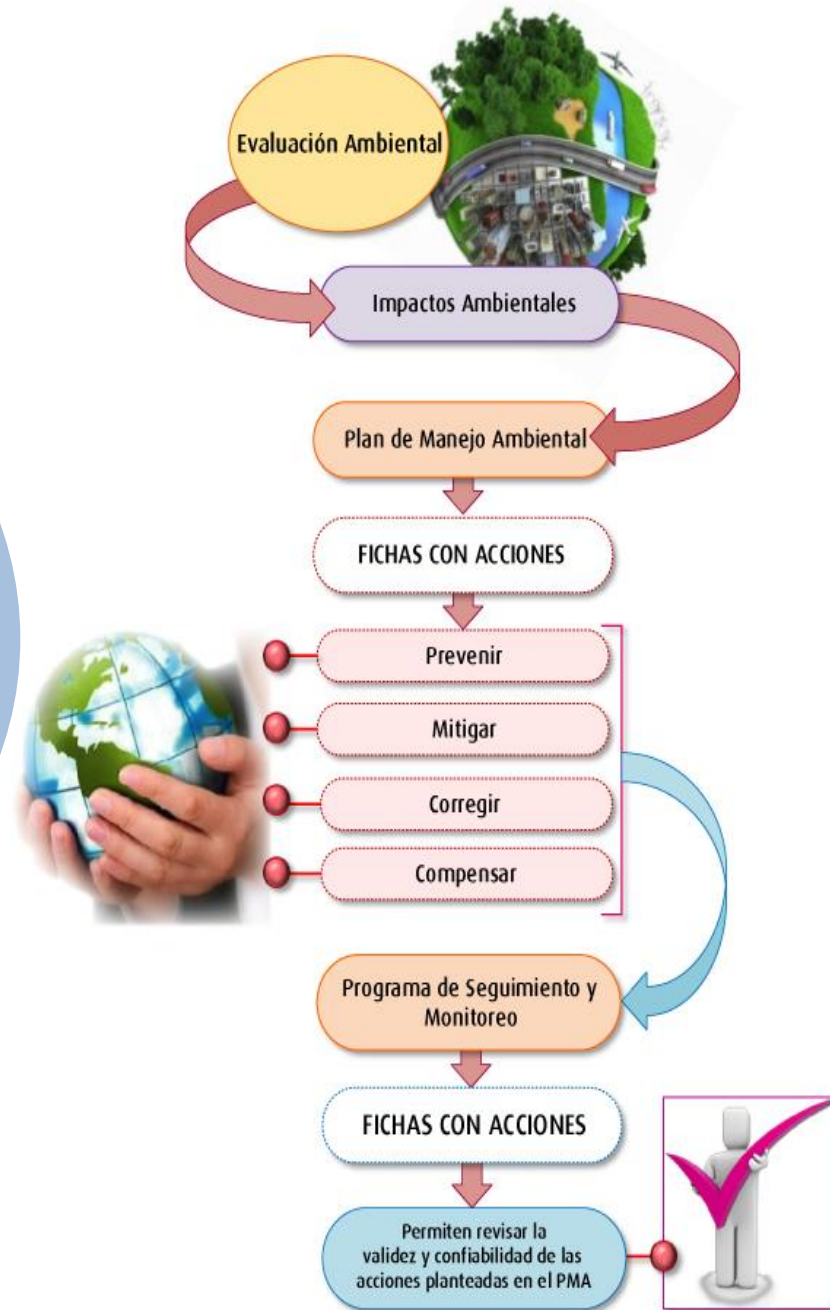 Evaluación Ambiental
Impactos Ambientales
Plan de Manejo Ambiental
FICHAS CON ACCIONES
Prevenir
Mitigar
Corregir
Compensar
Programa de Seguimiento y
Monitoreo
FICHAS CON ACCIONES
Permiten revisar la
validez y confiabilidad de las
acciones planteadas en el PMA